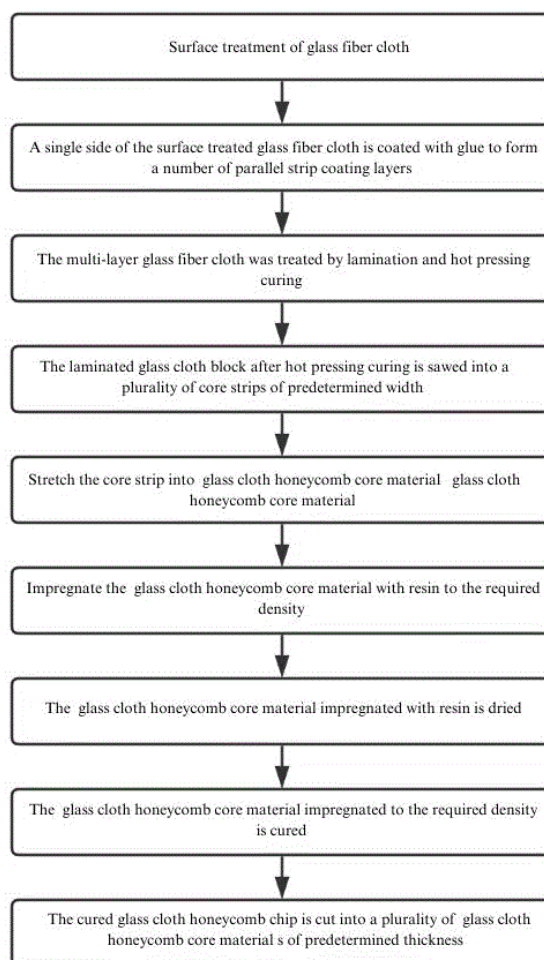 Surface treatment of glass fiber cloth
A single side of the surface treated glass fiber cloth is coated with glue to form
a number of parallel strip coating layers
The multi-layer glass fiber cloth was treated by lamination and hot pressing
curing
The laminated glass cloth block after hot pressing curing is sawed into a
plurality of core strips of predetermined width
Stretch the core strip into glass cloth honeycomb core material glass cloth
honeycomb core material
Impregnate the glass cloth honeycomb core material with resin to the required
density
The glass cloth honeycomb core material impregnated with resin is dried
The glass cloth honeycomb core material impregnated to the required density
is cured
The cured glass cloth honeycomb chip is cut into a plurality of glass cloth
honeycomb core material s of predetermined thickness